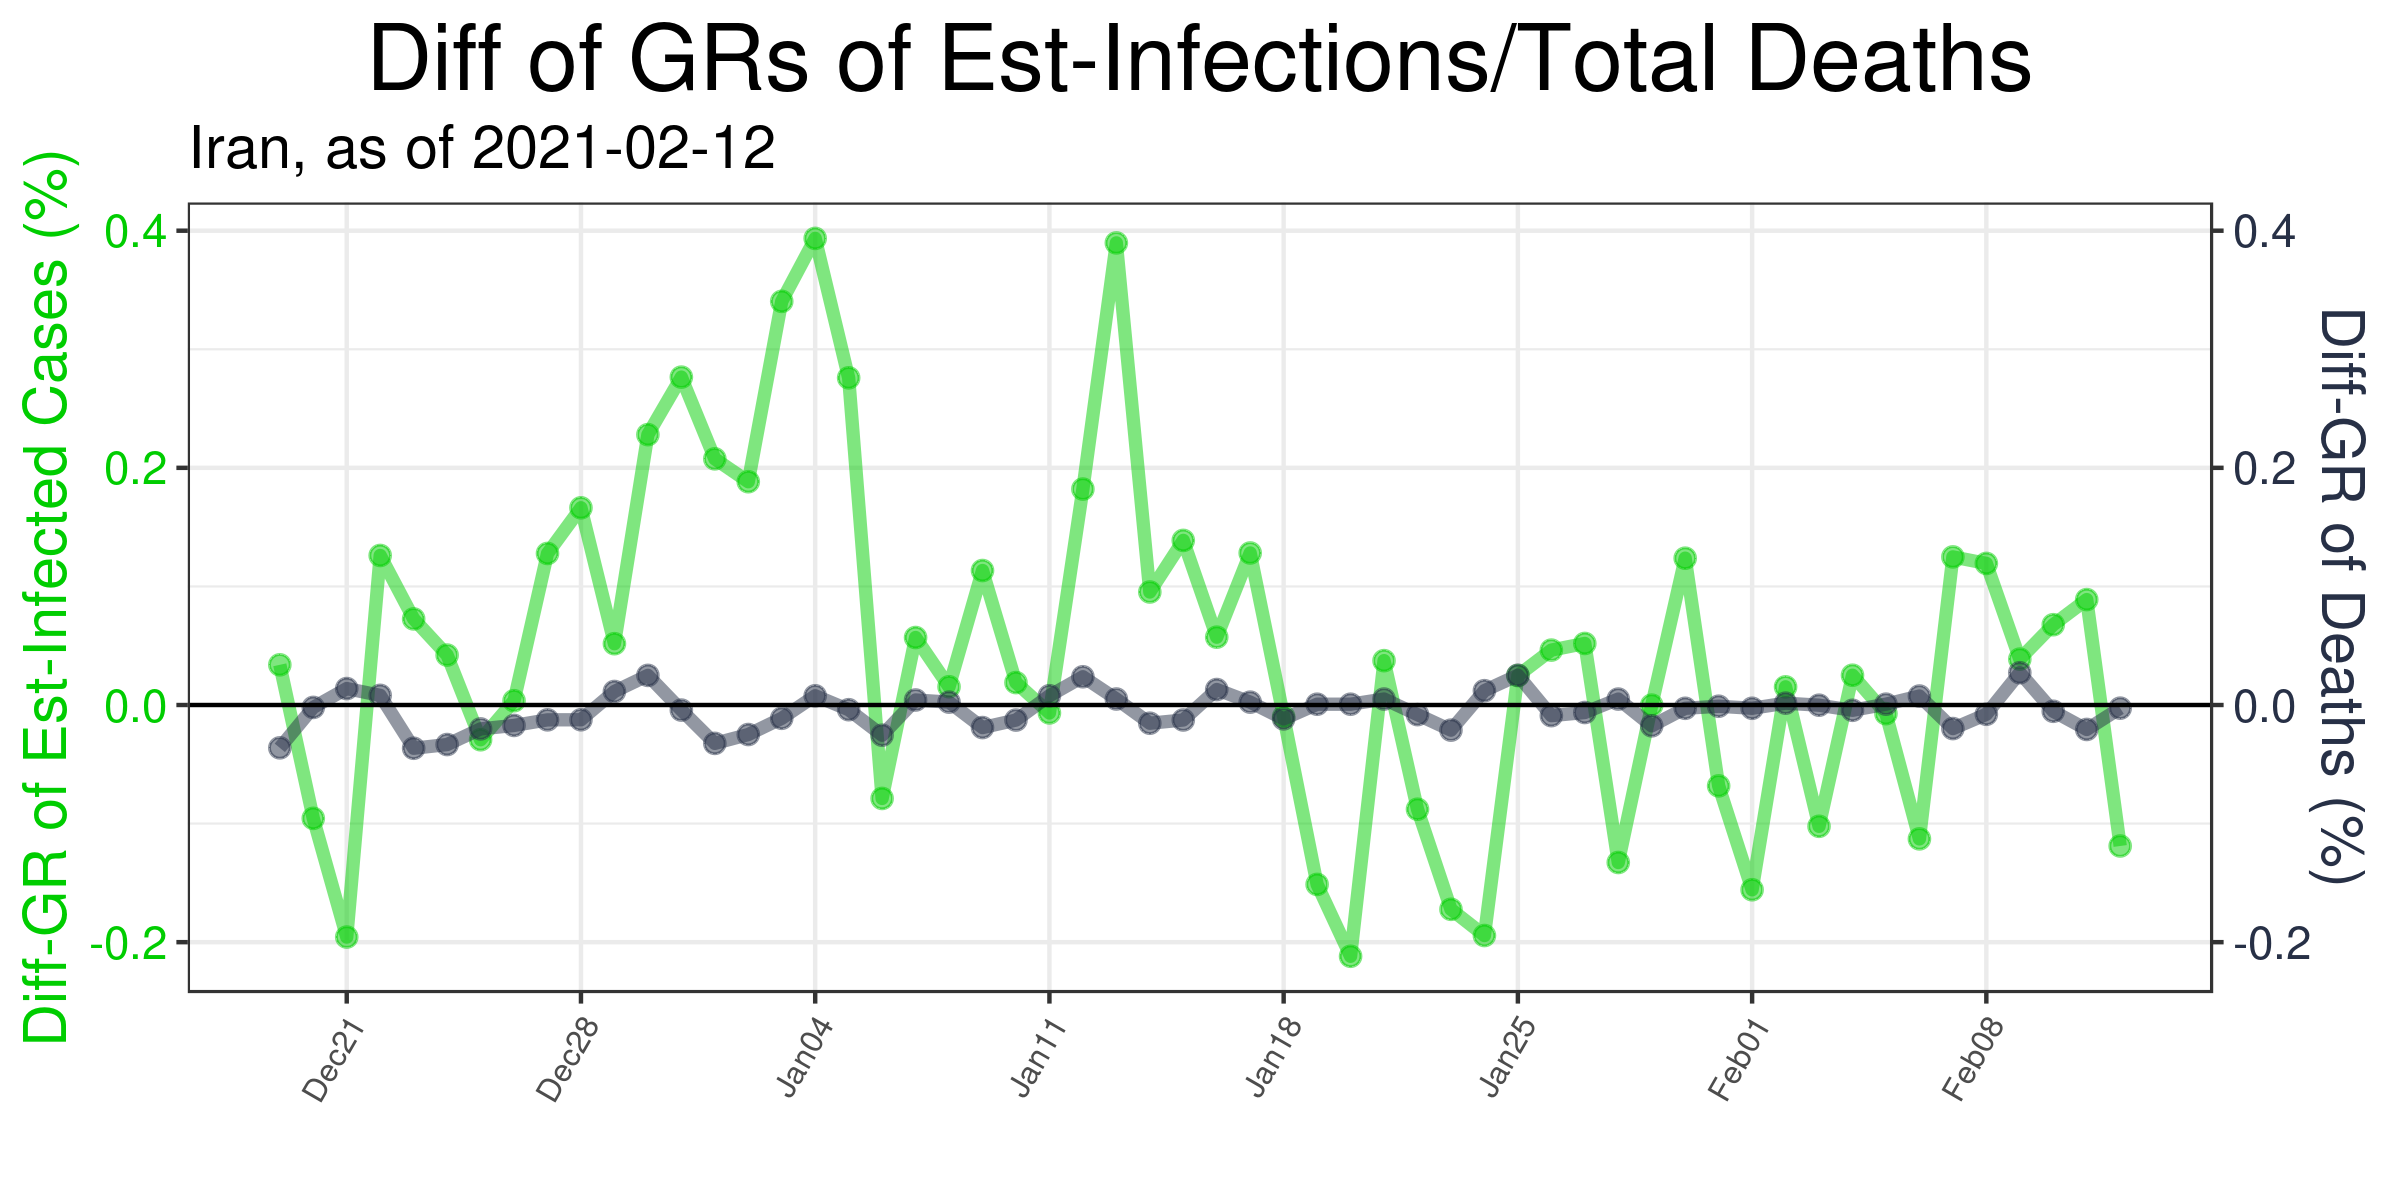 Diff of GRs of Est-Infections/Total Deaths
Iran, as of 2021-02-12
Diff-GR of Est-Infected Cases (%)
0.4
0.2
0.0
-0.2
0.4
0.2
0.0
-0.2
Diff-GR of Deaths (%)
Dec21
Dec28
Jan04
Jan11
Jan18
Jan25
Feb01
Feb08